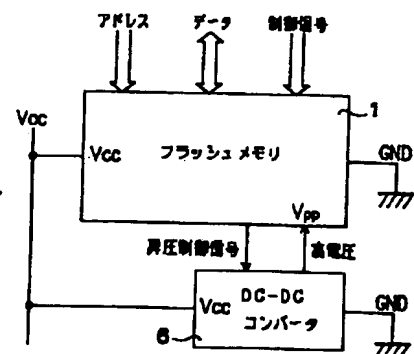 アドレス データ 制御信号
1
Vcc
Vcc フラッシュメモリ GND
Vpp
昇圧制御信号 高電圧
Vcc DC-DC GND
コンバータ
6